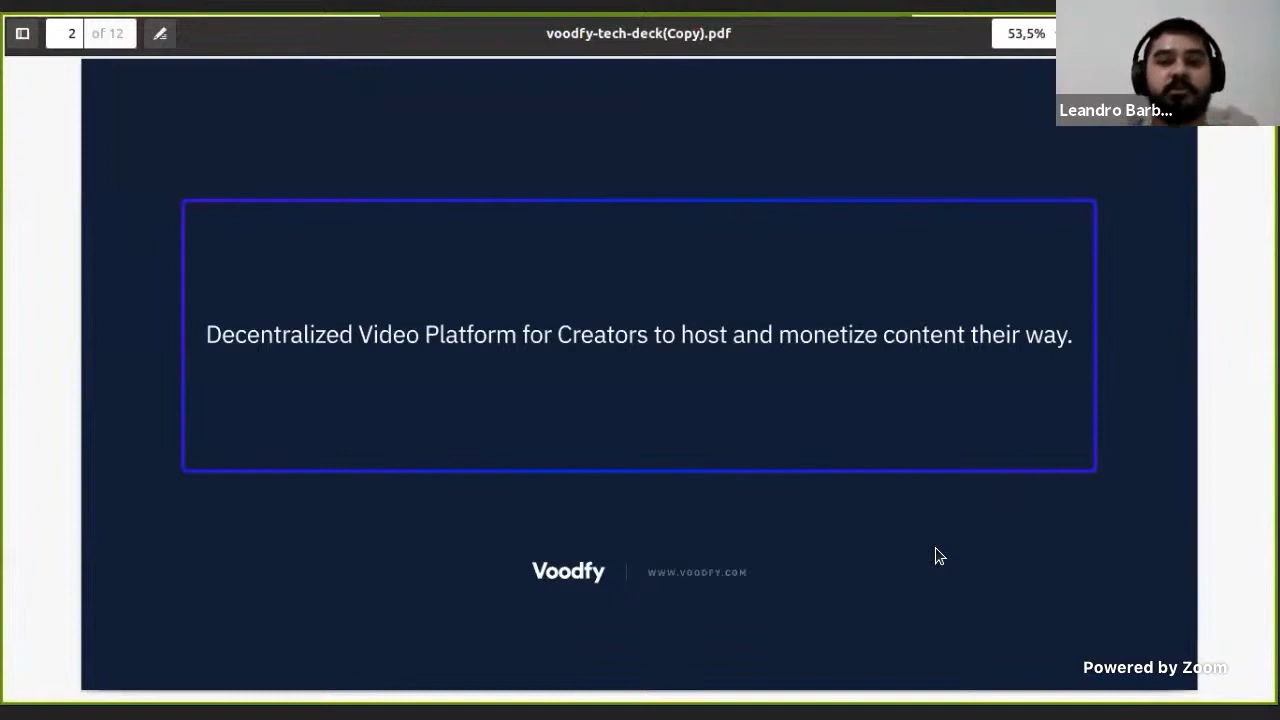 2 of 12
voodfy-tech-deck(Copy).pdf
53,5%
Leandro Barb...
Decentralized Video Platform for Creators to host and monetize content their way.
Voodfy
WWW.VOODFY.COM
Powered by Zoom